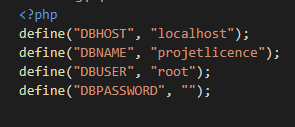 <?php
define("DBHOST", "localhost");
define("DBNAME", "projetlicence");
define("DBUSER", "root");
define("DBPASSWORD", "");